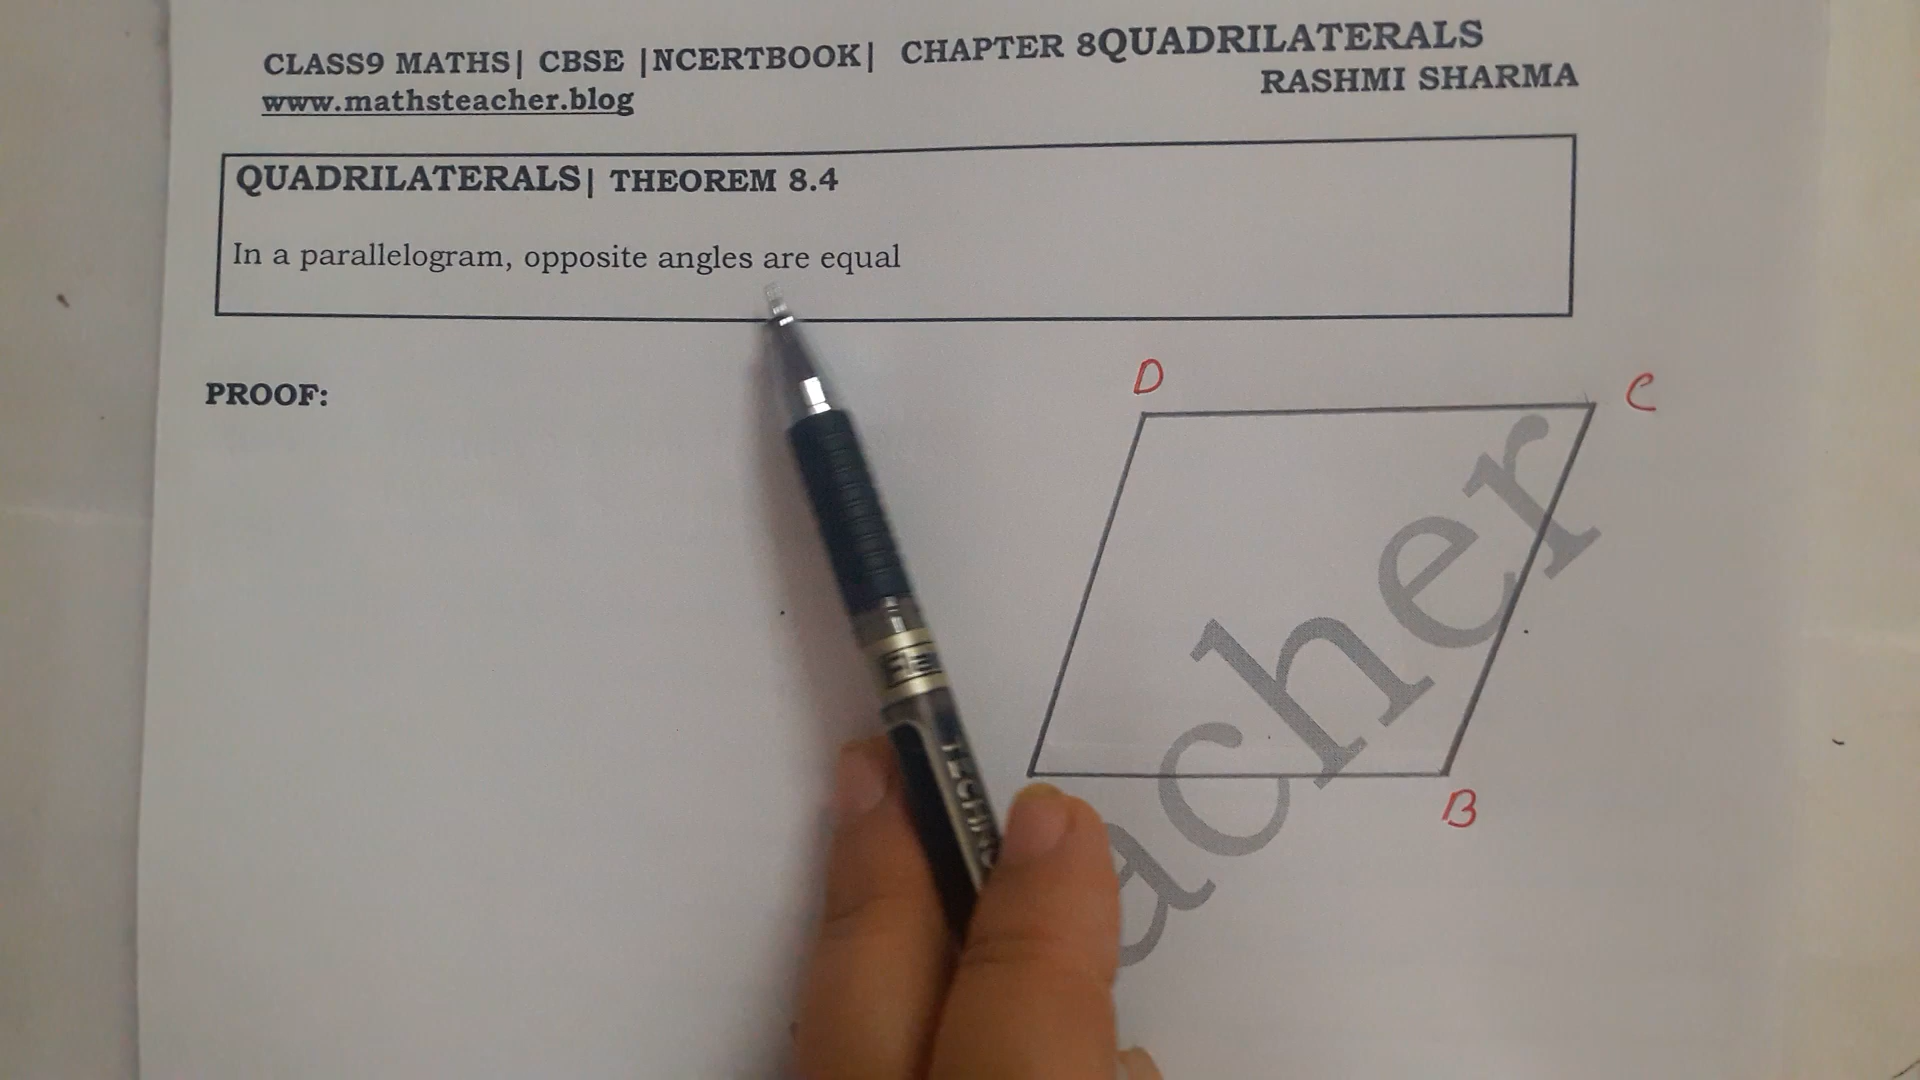 CLASS9 MATHS| CBSE |NCERTBOOK| CHAPTER 8QUADRILATERALS
RASHMI SHARMA
www.mathsteacher.blog
QUADRILATERALS| THEOREM 8.4
In a parallelogram, opposite angles are equal
PROOF:
D
C
B
acher